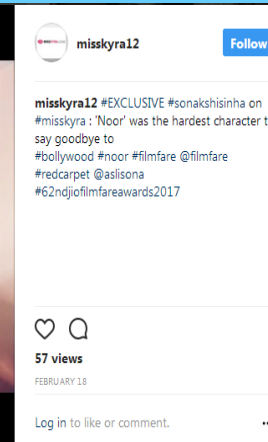 misskyra12
Follow
misskyra12 #EXCLUSIVE #sonakshisinha on
#misskyra : 'Noor' was the hardest character t
say goodbye to
#bollywood #noor #filmfare @filmfare
#redcarpet @aslisona
#62ndjiofilmfareawards2017
57 views
FEBRUARY 18
Log in to like or comment.